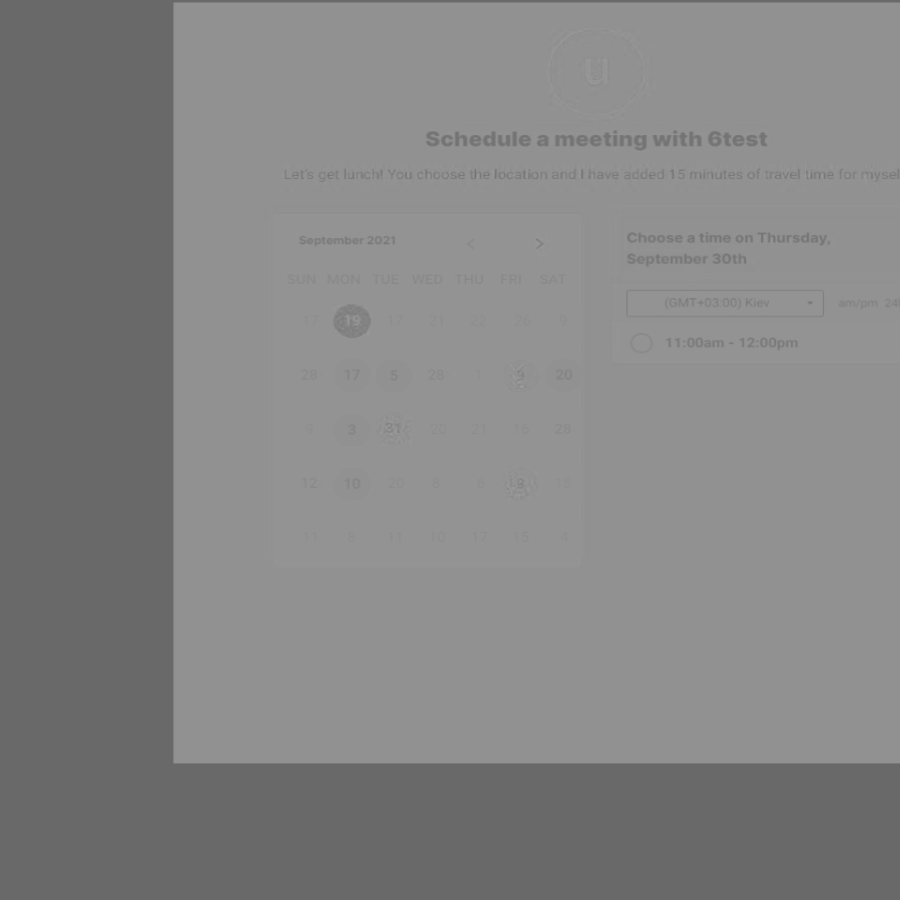 u
Schedule a meeting with 6test
Let's get lunch! You choose the location and I have added 15 minutes of travel time for mysel
September 2021 < >
SUN MON TUE WED THU FRI SAT
17 19 17 21 22 26 9
28 17 5 28 1 9 20
9 3 31 20 21 16 28
12 10 20 8 6 8 15
11 8 11 10 17 15 4
Choose a time on Thursday,
September 30th
(GMT+03:00) Kiev am/pm 24
11:00am - 12:00pm